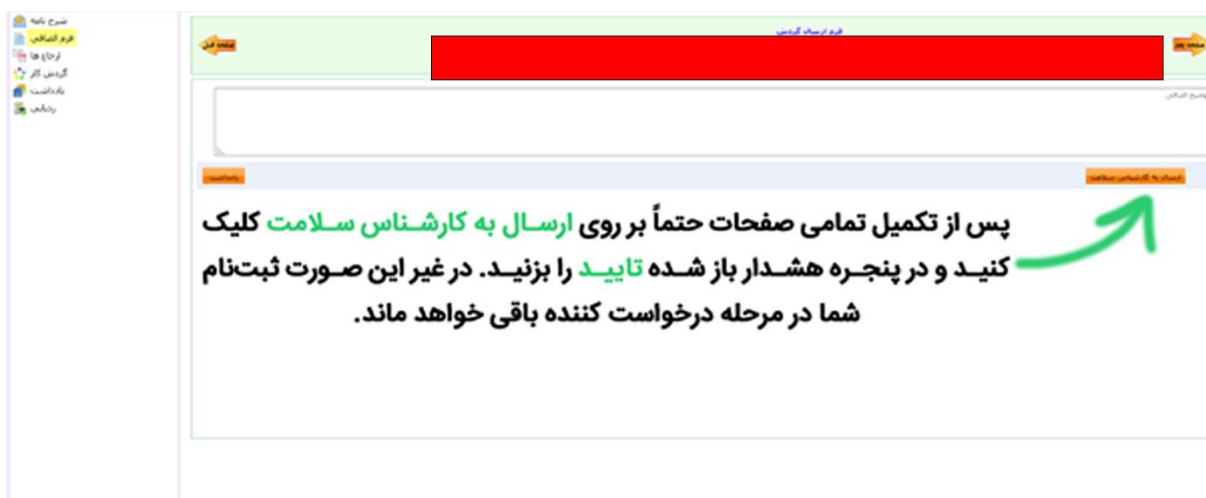 شرح نامه
فرم اضافی
ارجاع ها
گردش کار
یادداشت
ردیابی
فرم ارسال گردش
صفحه قبل
صفحه بعد
توضیح اضافی:
یادداشت
ارسال به کارشناس سلامت
پس از تکمیل تمامی صفحات حتماً بر روی ارسال به کارشناس سلامت کلیک
کنید و در پنجره هشدار باز شده تایید را بزنید. در غیر این صورت ثبت‌نام
شما در مرحله درخواست کننده باقی خواهد ماند.